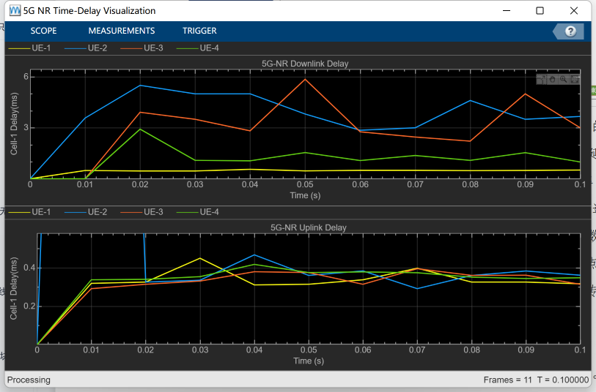 5G NR Time-Delay Visualization
SCOPE MEASUREMENTS TRIGGER ?
UE-1 UE-2 UE-3 UE-4
5G-NR Downlink Delay
6
3
Cell-1 Delay(ms)
0 0.01 0.02 0.03 0.04 0.05 0.06 0.07 0.08 0.09 0.1
Time (s)
UE-1 UE-2 UE-3 UE-4
5G-NR Uplink Delay
0.4
0.2
Cell-1 Delay(ms)
0 0.01 0.02 0.03 0.04 0.05 0.06 0.07 0.08 0.09 0.1
Time (s)
Processing Frames = 11 T = 0.100000